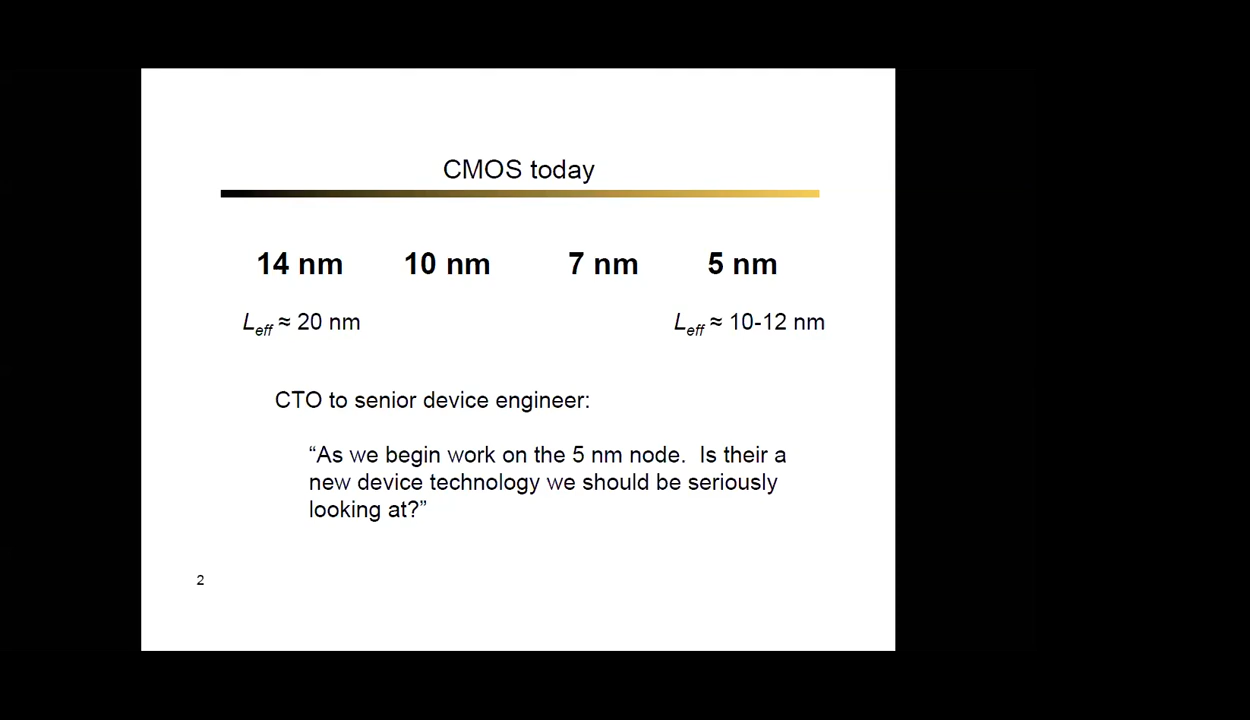 CMOS today
14 nm 10 nm 7 nm 5 nm
Leff ≈ 20 nm Leff ≈ 10-12 nm
CTO to senior device engineer:
“As we begin work on the 5 nm node.  Is their a
new device technology we should be seriously
looking at?”
2